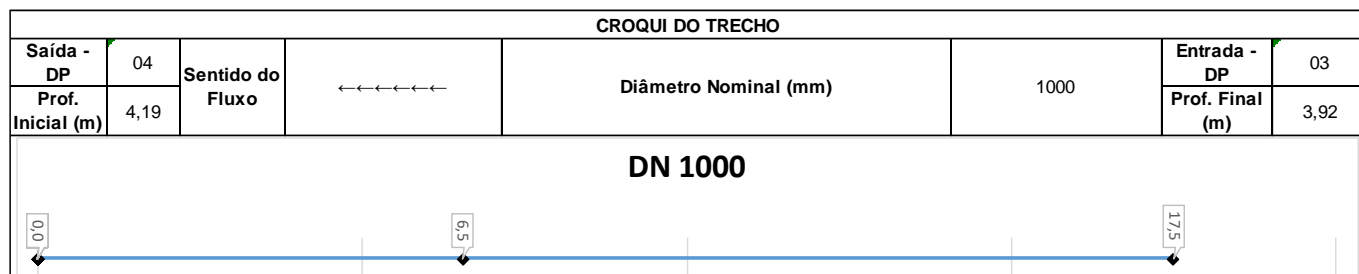 CROQUI DO TRECHO
Saída - DP
04
Sentido do Fluxo
←←←←←←
Diâmetro Nominal (mm)
1000
Entrada - DP
03
Prof. Inicial (m)
4,19
Prof. Final (m)
3,92
DN 1000
0,0
6,5
17,5